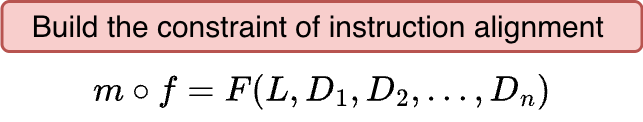 Build the constraint of instruction alignment
m ∘ f = F(L, D₁, D₂, . . . , Dₙ)